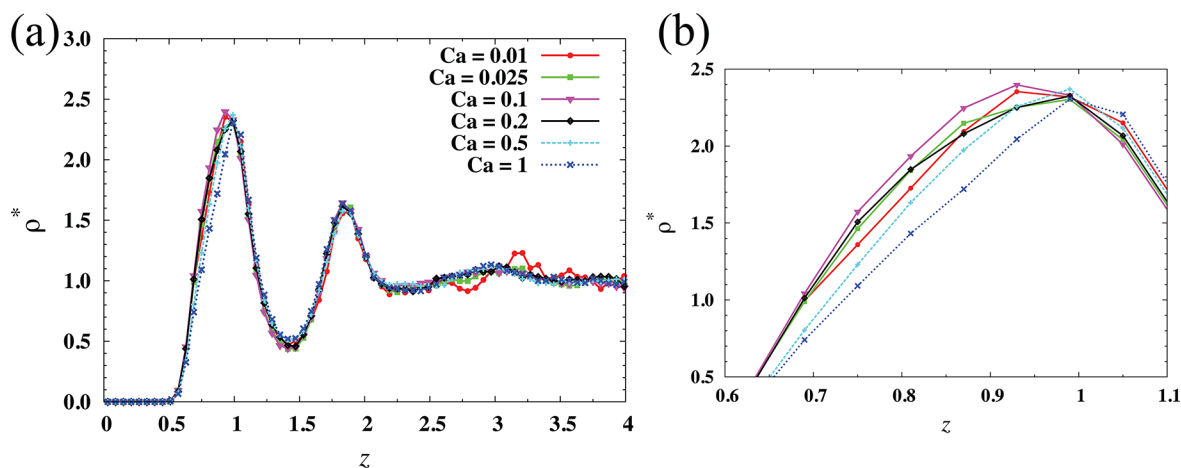 (a)
3.0
2.5
2.0
1.5
1.0
0.5
0.0
0 0.5 1 1.5 2 2.5 3 3.5 4
ρ*
z
Ca = 0.01
Ca = 0.025
Ca = 0.1
Ca = 0.2
Ca = 0.5
Ca = 1
(b)
2.5
2.0
1.5
1.0
0.5
0.6 0.7 0.8 0.9 1 1.1
ρ*
z